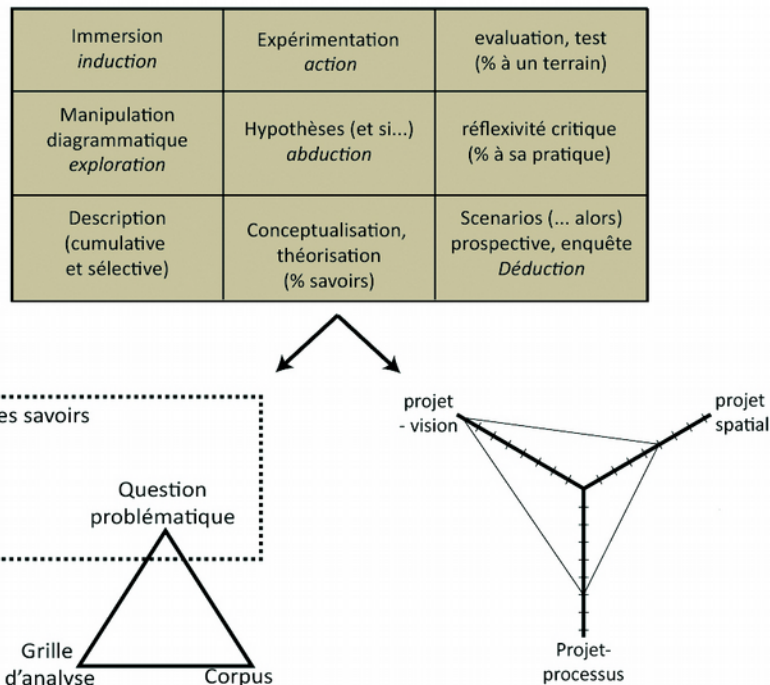 Immersion
induction
Expérimentation
action
evaluation, test
(% à un terrain)
Manipulation
diagrammatique
exploration
Hypothèses (et si...)
abduction
réflexivité critique
(% à sa pratique)
Description
(cumulative
et sélective)
Conceptualisation,
théorisation
(% savoirs)
Scenarios (... alors)
prospective, enquête
Déduction
es savoirs
Question
problématique
Grille
d'analyse
Corpus
projet
- vision
projet
spatial
Projet-
processus